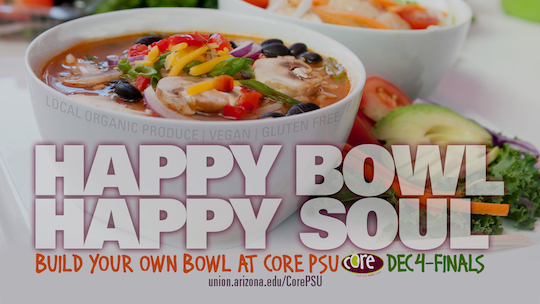 LOCAL ORGANIC PRODUCE | VEGAN | GLUTEN FREE
HAPPY BOWL
HAPPY SOUL
BUILD YOUR OWN BOWL AT CORE PSU core DEC 4-FINALS
union.arizona.edu/CorePSU